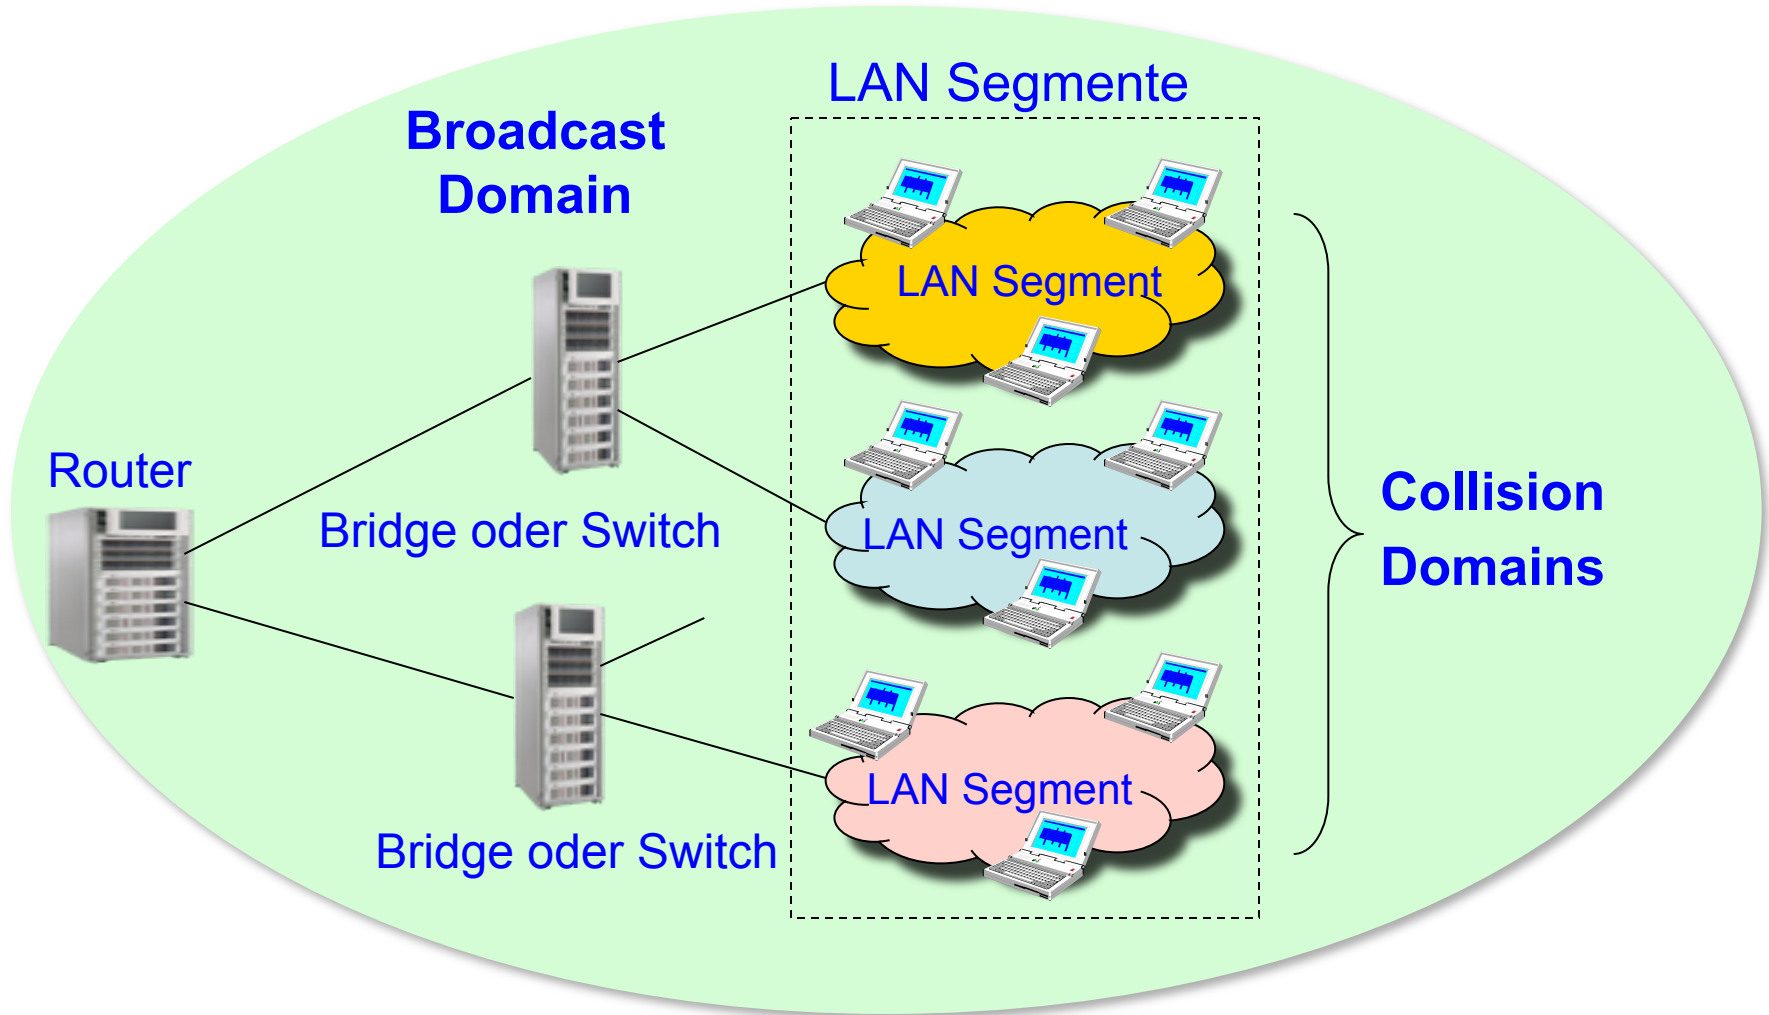 LAN Segmente
Broadcast
Domain
LAN Segment
Router
Bridge oder Switch
LAN Segment
Collision
Domains
LAN Segment
Bridge oder Switch